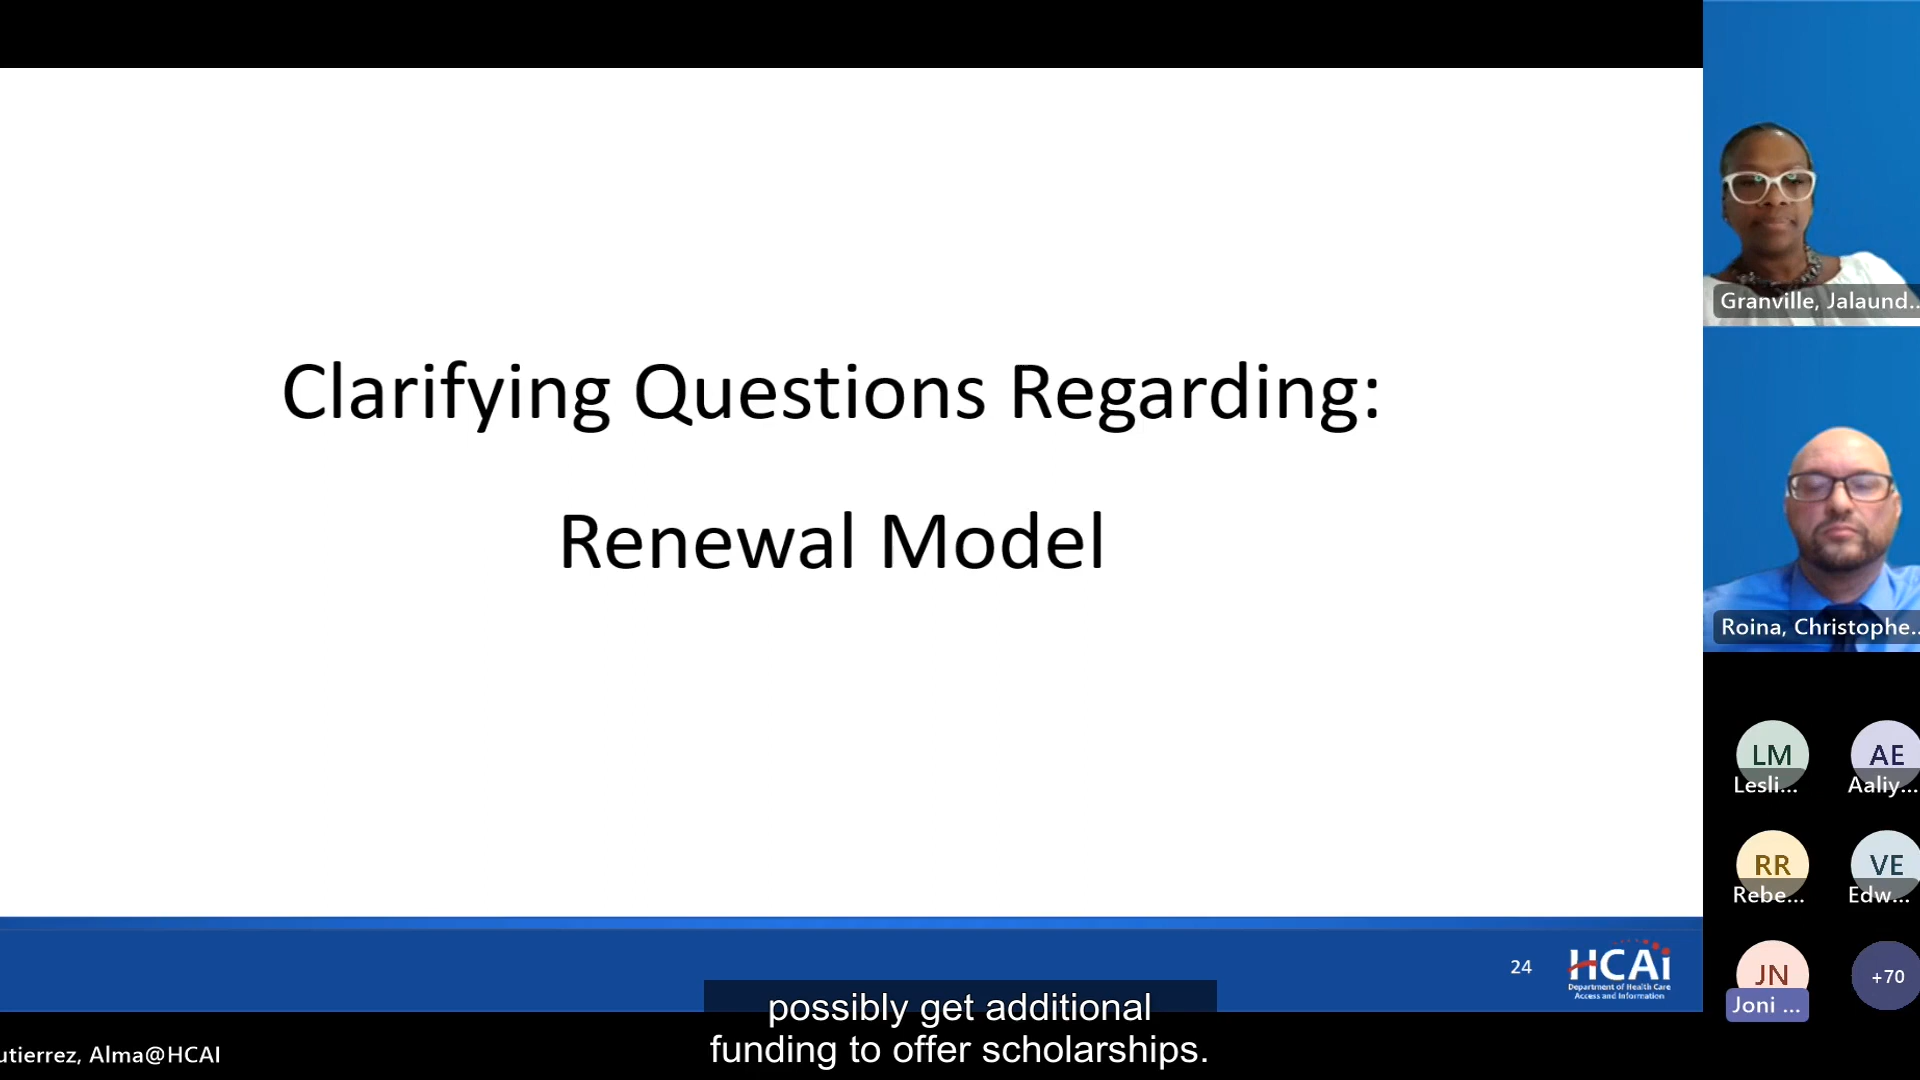 Clarifying Questions Regarding:
Renewal Model
24
HCAi
Department of Health Care
Access and Information
possibly get additional
funding to offer scholarships.
utierrez, Alma@HCAI
Granville, Jalaund...
Roina, Christophe...
LM
Lesli...
AE
Aaliy...
RR
Rebe...
VE
Edw...
JN
Joni ...
+70